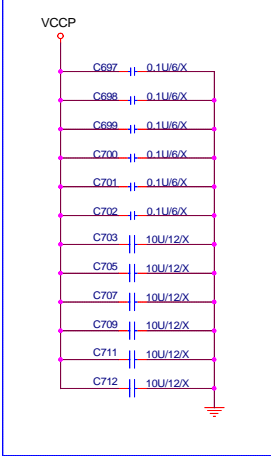 VCCP
C697 0.1U/6/X
C698 0.1U/6/X
C699 0.1U/6/X
C700 0.1U/6/X
C701 0.1U/6/X
C702 0.1U/6/X
C703 10U/12/X
C705 10U/12/X
C707 10U/12/X
C709 10U/12/X
C711 10U/12/X
C712 10U/12/X